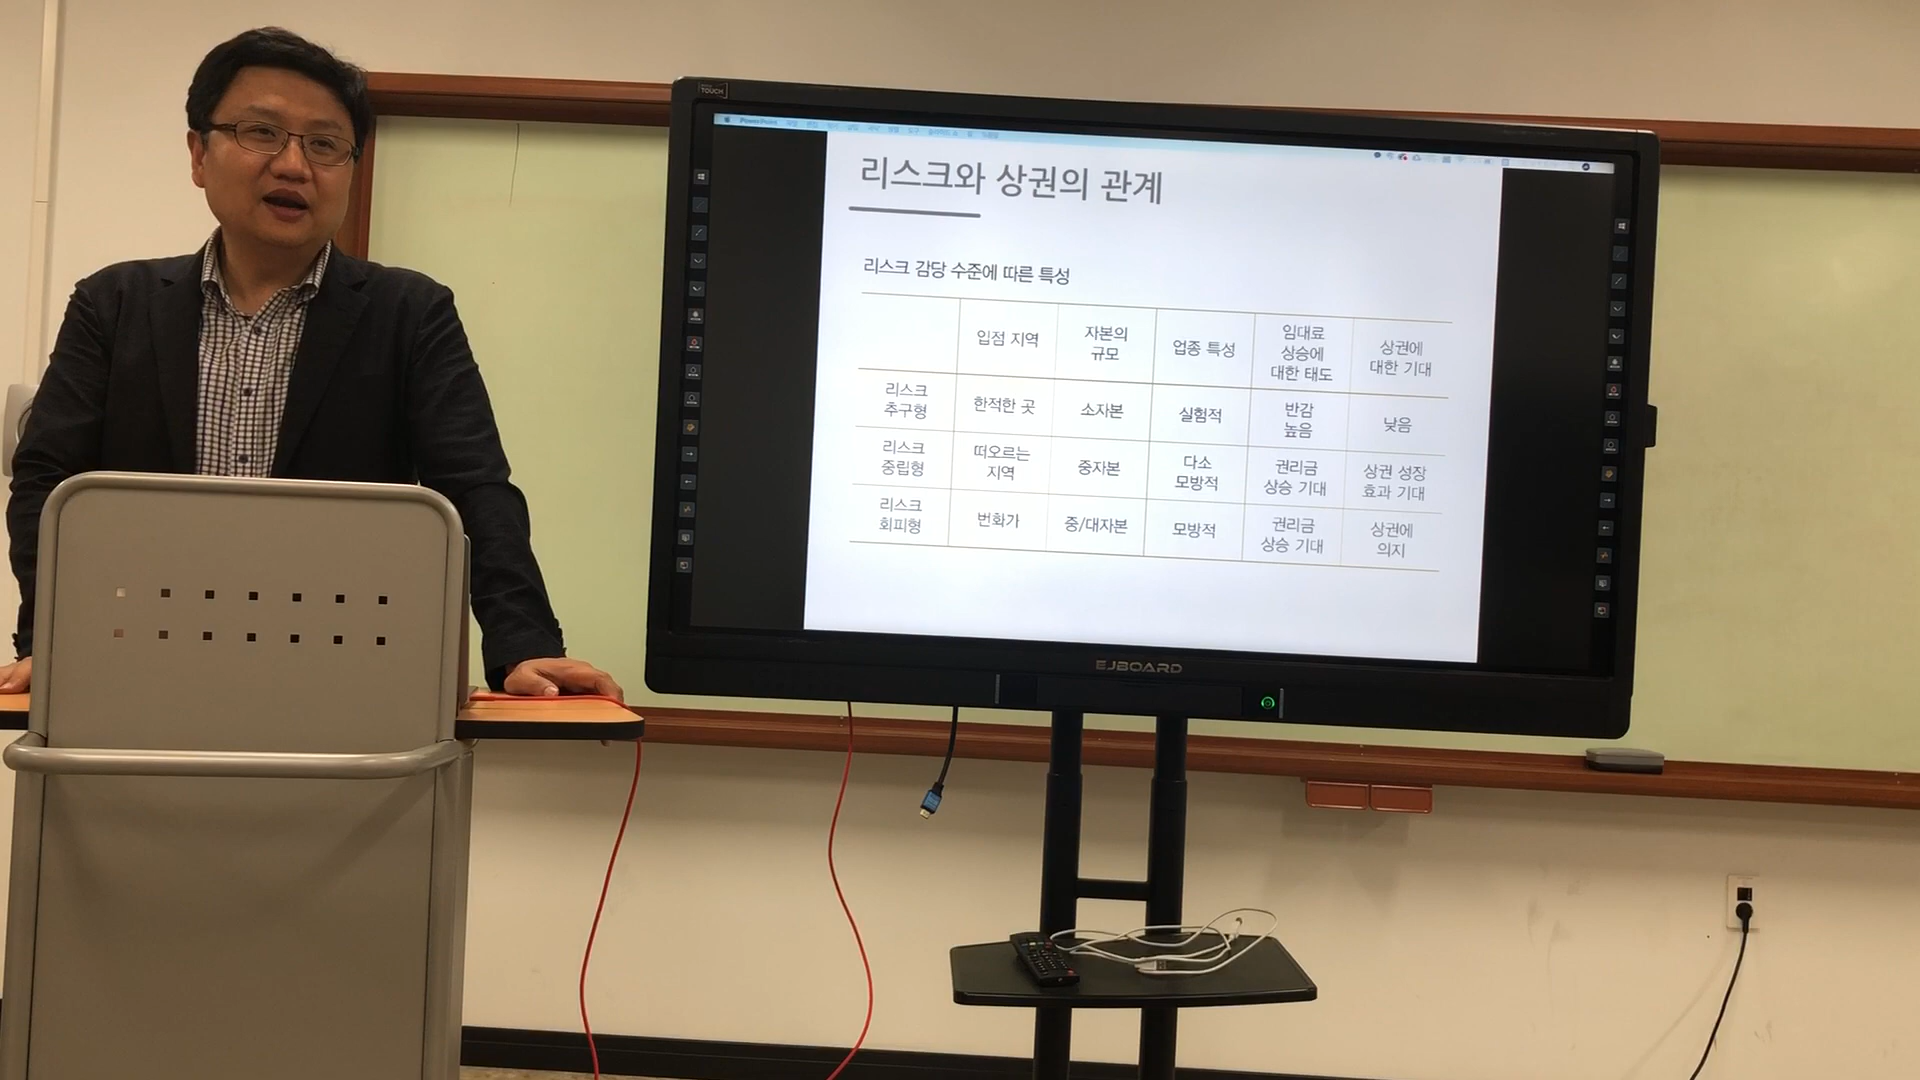 TOUCH
PowerPoint
리스크와 상권의 관계
리스크 감당 수준에 따른 특성
입점 지역
자본의
규모
업종 특성
임대료
상승에
대한 태도
상권에
대한 기대
리스크
추구형
한적한 곳
소자본
실험적
반감
높음
낮음
리스크
중립형
떠오르는
지역
중자본
다소
모방적
권리금
상승 기대
상권 성장
효과 기대
리스크
회피형
번화가
중/대자본
모방적
권리금
상승 기대
상권에
의지
EJBOARD